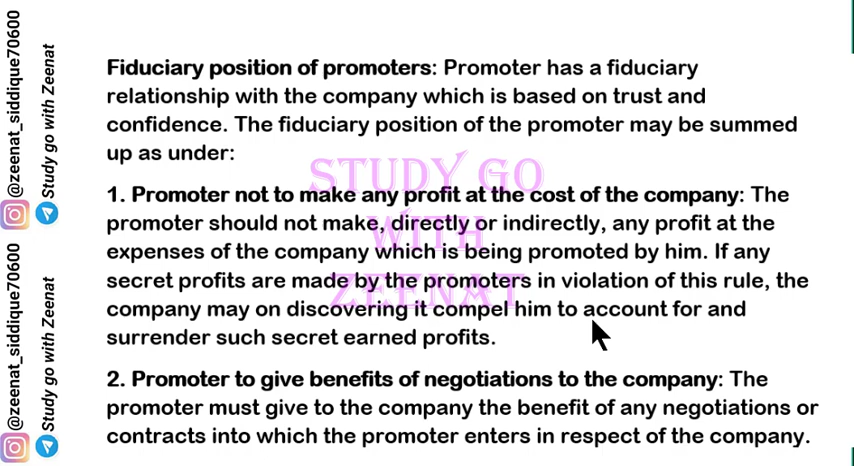 @zeenat_siddique70600
Study go with Zeenat
@zeenat_siddique70600
Study go with Zeenat
Fiduciary position of promoters: Promoter has a fiduciary
relationship with the company which is based on trust and
confidence. The fiduciary position of the promoter may be summed
up as under:
STUDY GO
WITH
ZEENAT
1. Promoter not to make any profit at the cost of the company: The
promoter should not make, directly or indirectly, any profit at the
expenses of the company which is being promoted by him. If any
secret profits are made by the promoters in violation of this rule, the
company may on discovering it compel him to account for and
surrender such secret earned profits.
2. Promoter to give benefits of negotiations to the company: The
promoter must give to the company the benefit of any negotiations or
contracts into which the promoter enters in respect of the company.